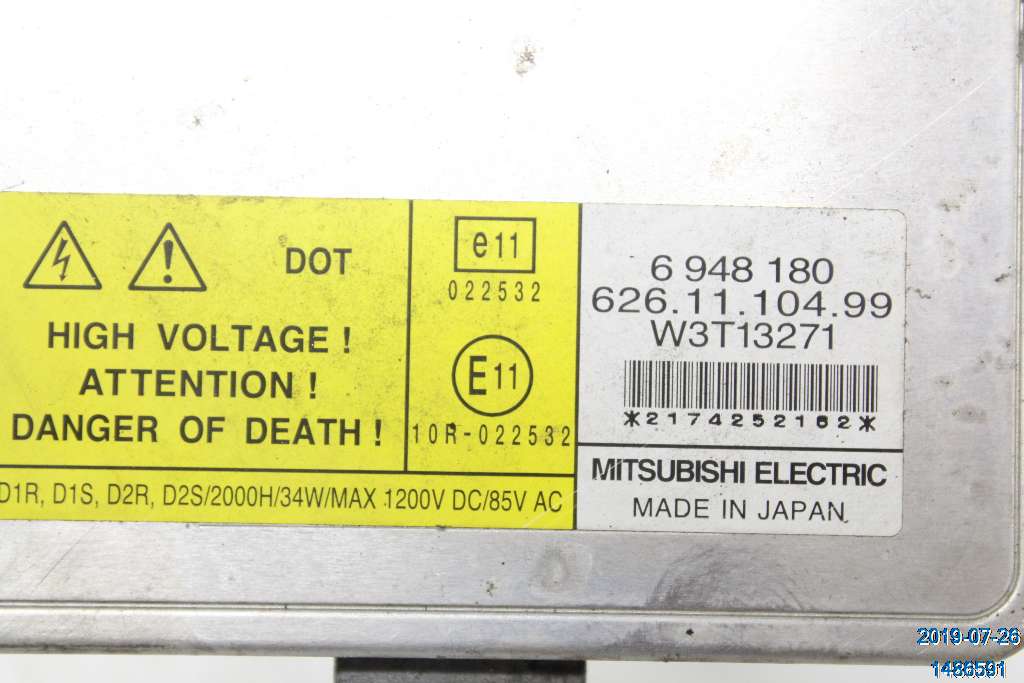 DOT
HIGH VOLTAGE !
ATTENTION !
DANGER OF DEATH !
e11
022532
E11
10R-022532
D1R, D1S, D2R, D2S/2000H/34W/MAX 1200V DC/85V AC
6 948 180
626.11.104.99
W3T13271
*2174252162*
MITSUBISHI ELECTRIC
MADE IN JAPAN
2019-07-26
1486591